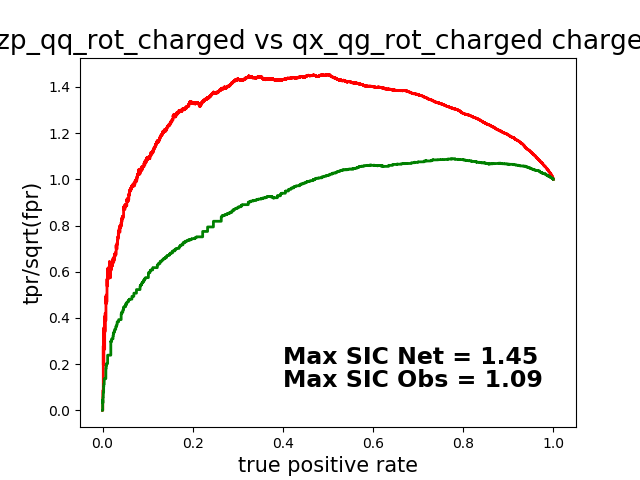 zp_qq_rot_charged vs qx_qg_rot_charged charge
1.4
1.2
1.0
0.8
0.6
0.4
0.2
0.0
tpr/sqrt(fpr)
Max SIC Net = 1.45
Max SIC Obs = 1.09
0.0 0.2 0.4 0.6 0.8 1.0
true positive rate